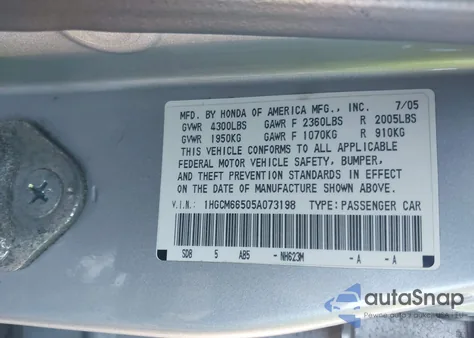 MFD. BY HONDA OF AMERICA MFG., INC. 7/05
GVWR 4300LBS GAWR F 2360LBS R 2005LBS
GVWR 1950KG GAWR F 1070KG R 910KG
THIS VEHICLE CONFORMS TO ALL APPLICABLE
FEDERAL MOTOR VEHICLE SAFETY, BUMPER,
AND THEFT PREVENTION STANDARDS IN EFFECT ON
THE DATE OF MANUFACTURE SHOWN ABOVE.
V.I.N.: 1HGCM66505A073198 TYPE: PASSENGER CAR
SDB 5 AB5 - NH623M -A -A
autoSnap